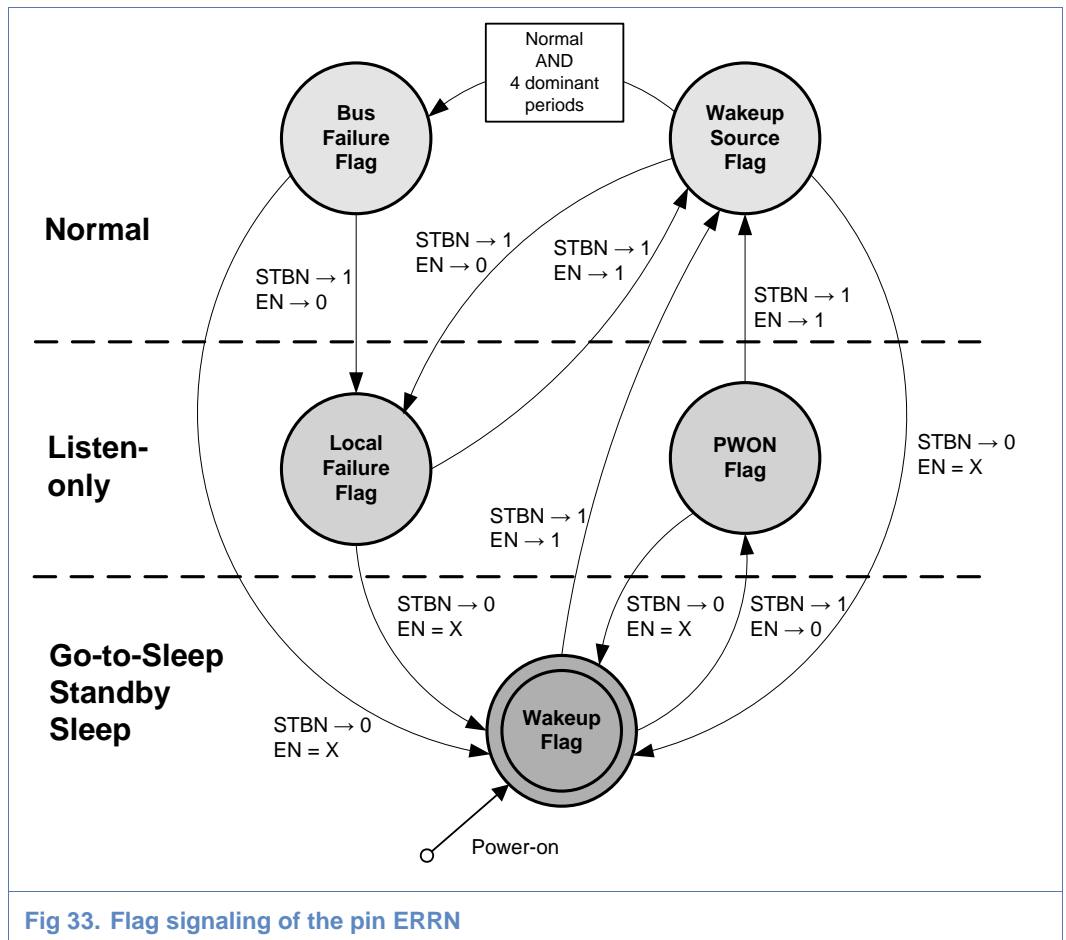 Normal
AND
4 dominant
periods
Bus
Failure
Flag
Wakeup
Source
Flag
Normal
STBN → 1
EN → 0
STBN → 1
EN → 1
STBN → 1
EN → 0
STBN → 1
EN → 1
Listen-
only
Local
Failure
Flag
PWON
Flag
STBN → 0
EN = X
STBN → 1
EN → 1
STBN → 0
EN = X
STBN → 0
EN = X
STBN → 1
EN → 0
Go-to-Sleep
Standby
Sleep
Wakeup
Flag
STBN → 0
EN = X
Power-on
Fig 33. Flag signaling of the pin ERRN